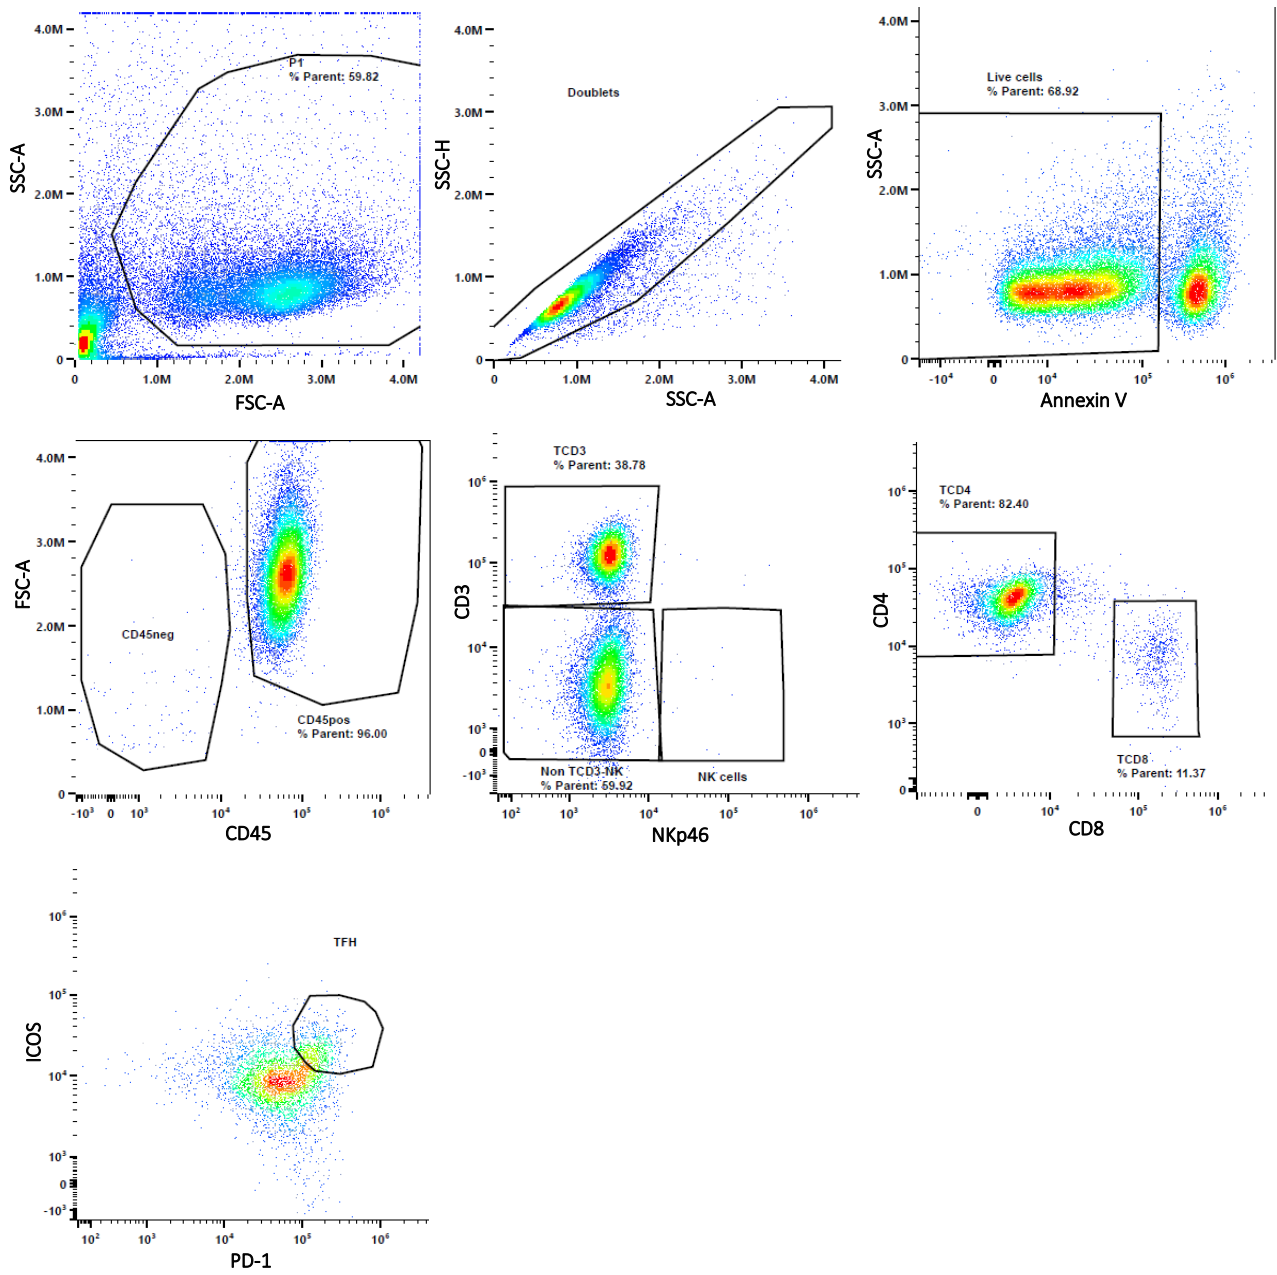 4.0M
3.0M
2.0M
1.0M
0
SSC-A
P1
% Parent: 59.82
0 1.0M 2.0M 3.0M 4.0M
FSC-A
4.0M
3.0M
2.0M
1.0M
0
SSC-H
Doublets
0 1.0M 2.0M 3.0M 4.0M
SSC-A
4.0M
3.0M
2.0M
1.0M
0
SSC-A
Live cells
% Parent: 68.92
-10⁴ 0 10⁴ 10⁵ 10⁶
Annexin V
4.0M
3.0M
2.0M
1.0M
0
FSC-A
CD45neg
CD45pos
% Parent: 96.00
-10³ 0 10³ 10⁴ 10⁵ 10⁶
CD45
TCD3
% Parent: 38.78
10⁶
10⁵
10⁴
10³
0
-10³
CD3
Non TCD3-NK
% Parent: 59.92
NK cells
10² 10³ 10⁴ 10⁵ 10⁶
NKp46
TCD4
% Parent: 82.40
10⁶
10⁵
10⁴
10³
0
CD4
TCD8
% Parent: 11.37
0 10⁴ 10⁵ 10⁶
CD8
10⁶
10⁵
10⁴
10³
0
-10³
ICOS
TFH
10² 10³ 10⁴ 10⁵ 10⁶
PD-1